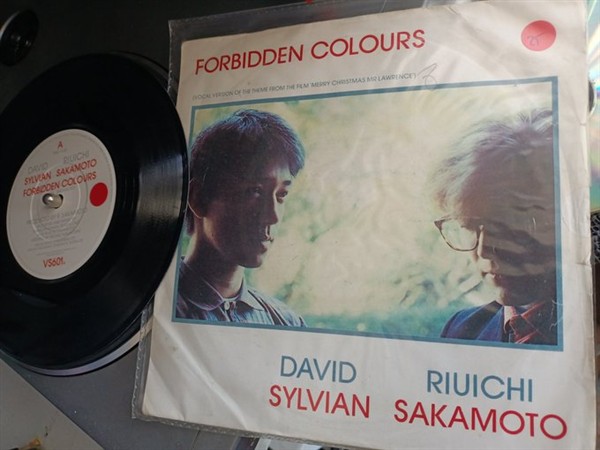 FORBIDDEN COLOURS
(VOCAL VERSION OF THE THEME FROM THE FILM 'MERRY CHRISTMAS MR LAWRENCE')
DAVID RIUICHI
SYLVIAN SAKAMOTO
A
DAVID RIUICHI
SYLVIAN SAKAMOTO
FORBIDDEN COLOURS
VS601.